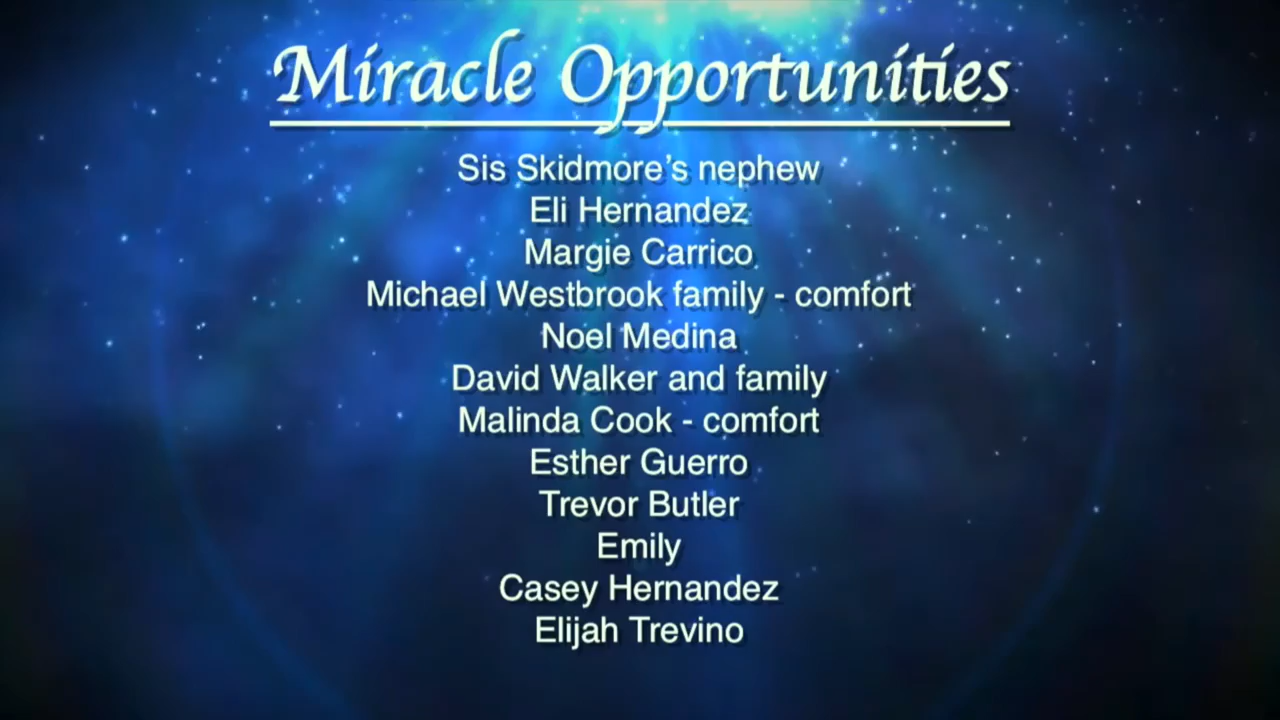 Miracle Opportunities
Sis Skidmore's nephew
Eli Hernandez
Margie Carrico
Michael Westbrook family - comfort
Noel Medina
David Walker and family
Malinda Cook - comfort
Esther Guerro
Trevor Butler
Emily
Casey Hernandez
Elijah Trevino